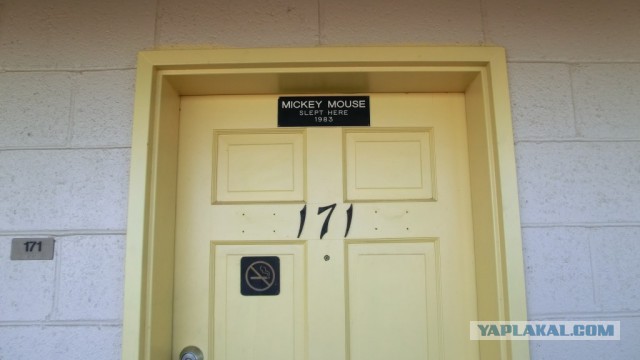 MICKEY MOUSE
SLEPT HERE
1983
171
171
YAPLAKAL.COM